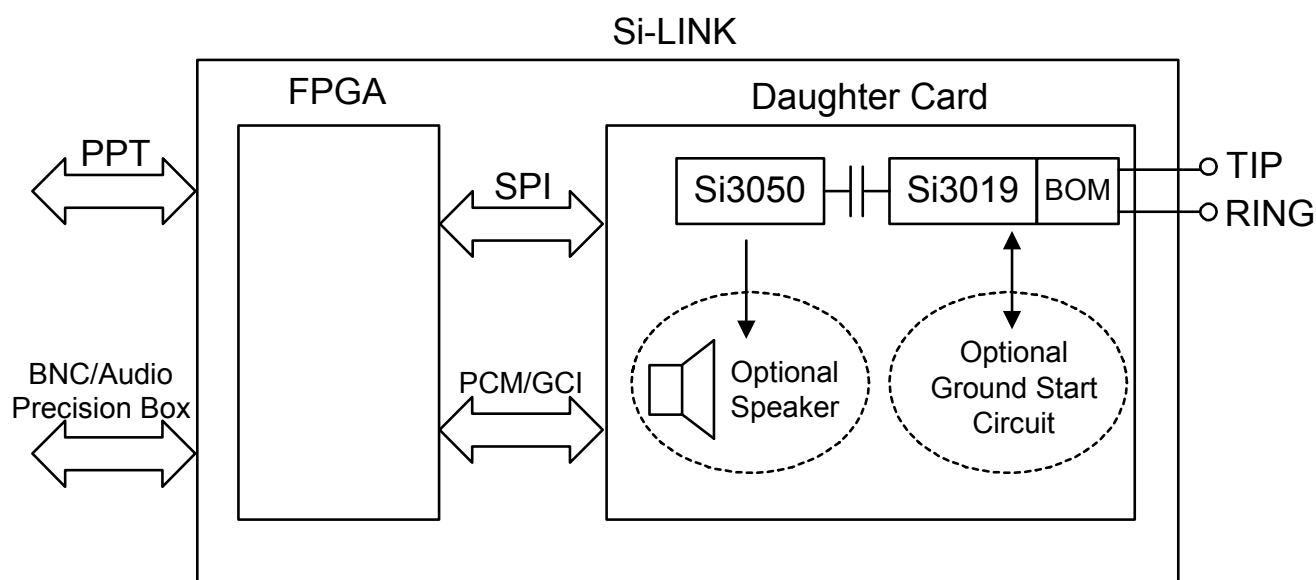 Si-LINK
FPGA
Daughter Card
PPT
SPI
Si3050
Si3019
BOM
TIP
RING
BNC/Audio
Precision Box
PCM/GCI
Optional
Speaker
Optional
Ground Start
Circuit